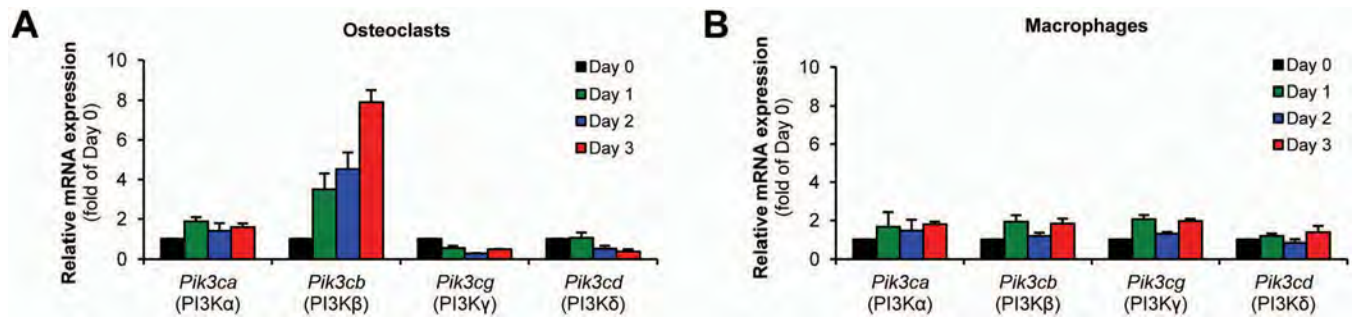 A
Osteoclasts
Relative mRNA expression
(fold of Day 0)
10
8
6
4
2
0
Day 0
Day 1
Day 2
Day 3
Pik3ca
(PI3Kα)
Pik3cb
(PI3Kβ)
Pik3cg
(PI3Kγ)
Pik3cd
(PI3Kδ)
B
Macrophages
Relative mRNA expression
(fold of Day 0)
10
8
6
4
2
0
Day 0
Day 1
Day 2
Day 3
Pik3ca
(PI3Kα)
Pik3cb
(PI3Kβ)
Pik3cg
(PI3Kγ)
Pik3cd
(PI3Kδ)